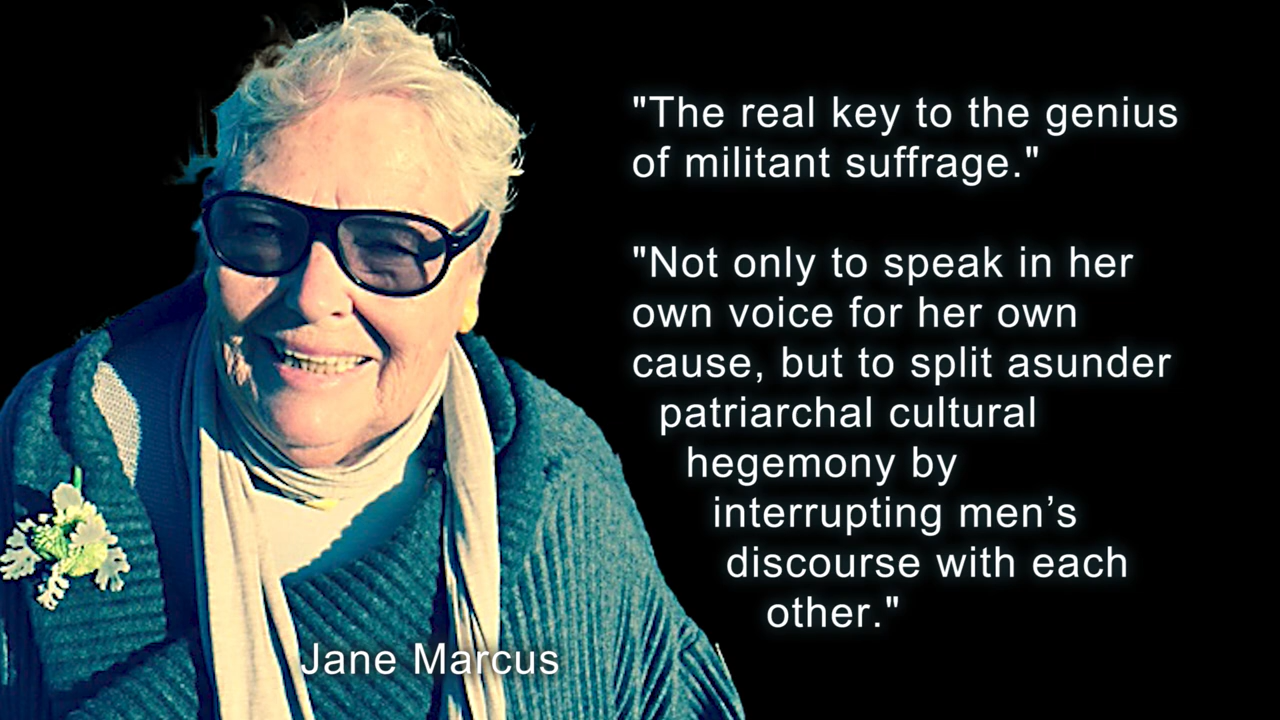 "The real key to the genius
of militant suffrage."
"Not only to speak in her
own voice for her own
cause, but to split asunder
patriarchal cultural
hegemony by
interrupting men’s
discourse with each
other."
Jane Marcus